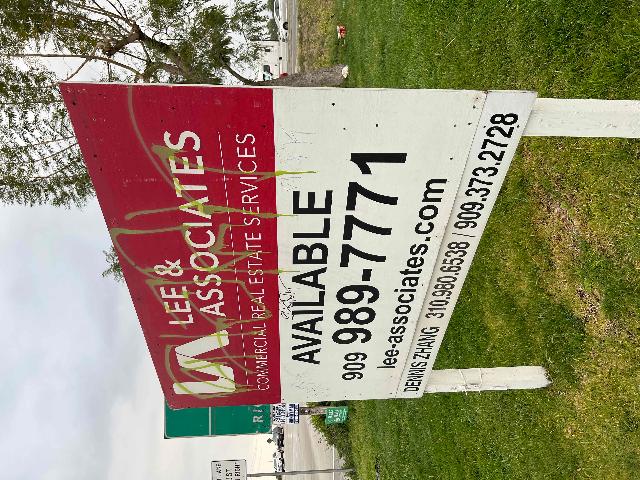 LEE &
ASSOCIATES
COMMERCIAL REAL ESTATE SERVICES
AVAILABLE
909 989-7771
lee-associates.com
DENNIS ZHANG 310.980.6538 / 909.373.2728